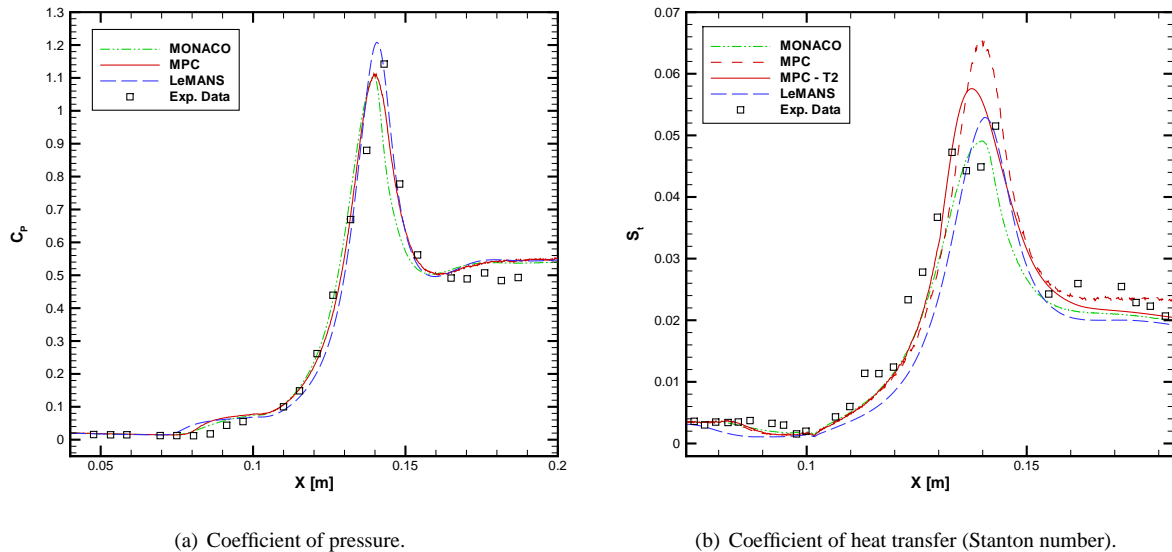 MONACO
MPC
LeMANS
Exp. Data
1.3
1.2
1.1
1
0.9
0.8
0.7
0.6
0.5
0.4
0.3
0.2
0.1
0
C_P
0.05
0.1
0.15
0.2
X [m]
(a) Coefficient of pressure.
MONACO
MPC
MPC - T2
LeMANS
Exp. Data
0.07
0.06
0.05
0.04
0.03
0.02
0.01
0
S_t
0.1
0.15
X [m]
(b) Coefficient of heat transfer (Stanton number).